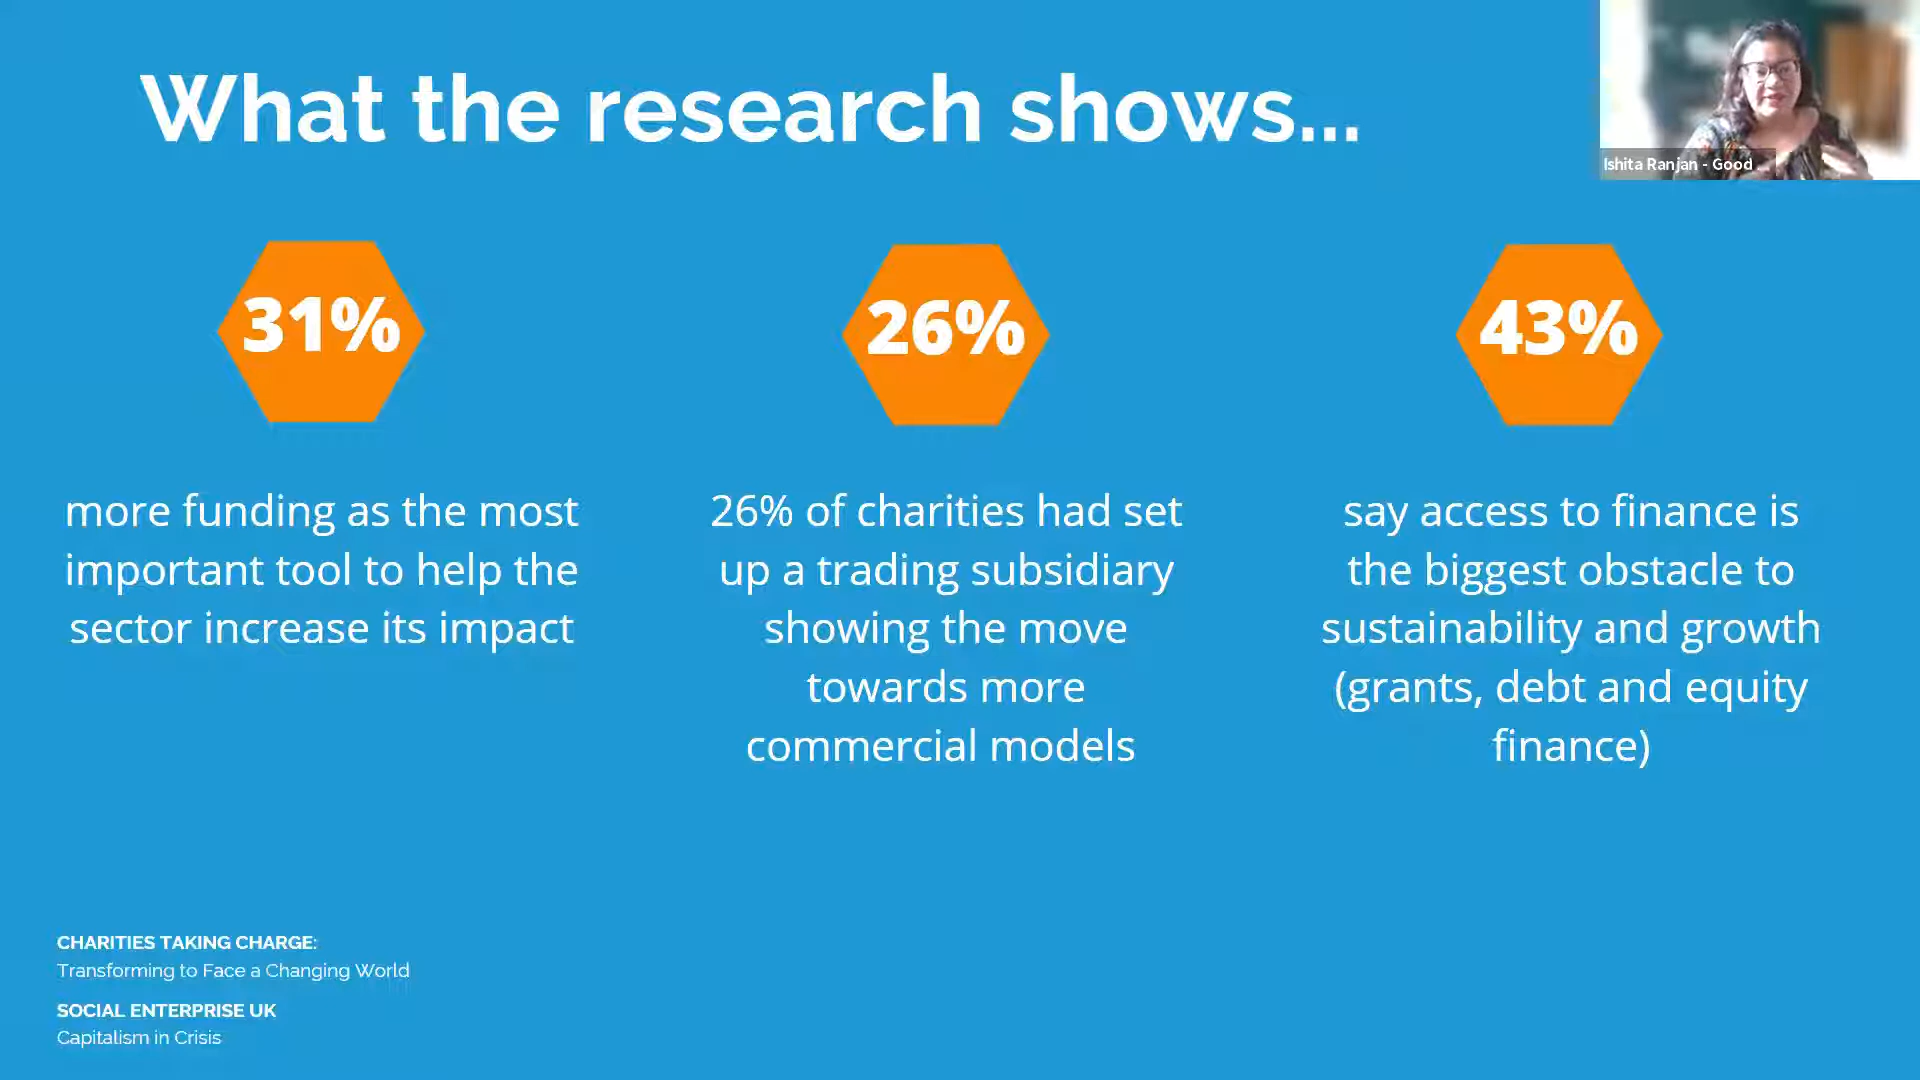 What the research shows...
Ishita Ranjan - Good ...
31%
26%
43%
more funding as the most
important tool to help the
sector increase its impact
26% of charities had set
up a trading subsidiary
showing the move
towards more
commercial models
say access to finance is
the biggest obstacle to
sustainability and growth
(grants, debt and equity
finance)
CHARITIES TAKING CHARGE:
Transforming to Face a Changing World
SOCIAL ENTERPRISE UK
Capitalism in Crisis